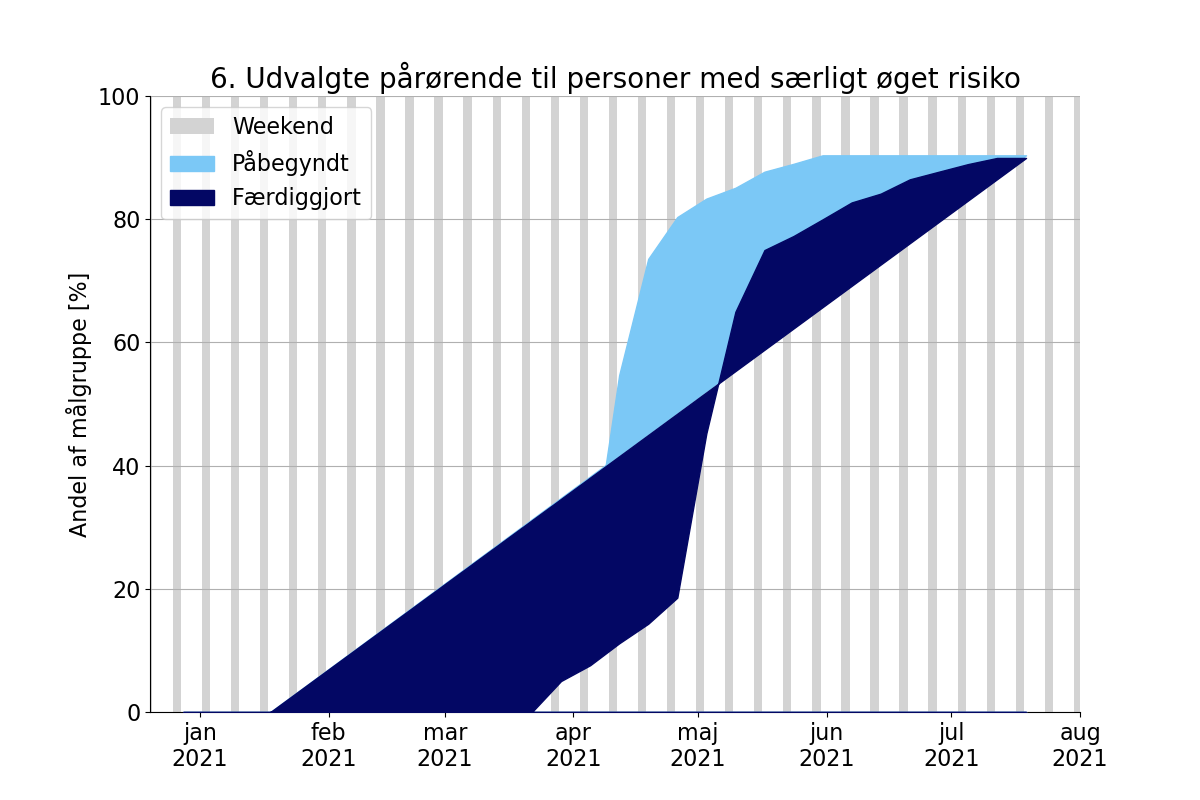 6. Udvalgte pårørende til personer med særligt øget risiko
Weekend
Påbegyndt
Færdiggjort
Andel af målgruppe [%]
100
80
60
40
20
0
jan feb mar apr maj jun jul aug
2021 2021 2021 2021 2021 2021 2021 2021